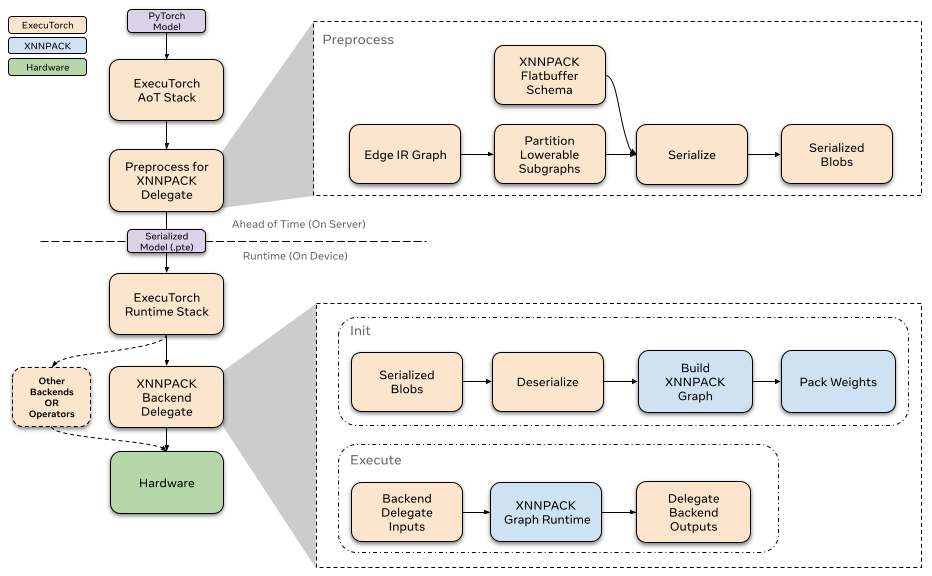 ExecuTorch
XNNPACK
Hardware
PyTorch
Model
ExecuTorch
AoT Stack
Preprocess for
XNNPACK
Delegate
Serialized
Model (.pte)
Ahead of Time (On Server)
Runtime (On Device)
ExecuTorch
Runtime Stack
Other
Backends
OR
Operators
XNNPACK
Backend
Delegate
Hardware
Preprocess
XNNPACK
Flatbuffer
Schema
Edge IR Graph
Partition
Lowerable
Subgraphs
Serialize
Serialized
Blobs
Init
Serialized
Blobs
Deserialize
Build
XNNPACK
Graph
Pack Weights
Execute
Backend
Delegate
Inputs
XNNPACK
Graph Runtime
Delegate
Backend
Outputs